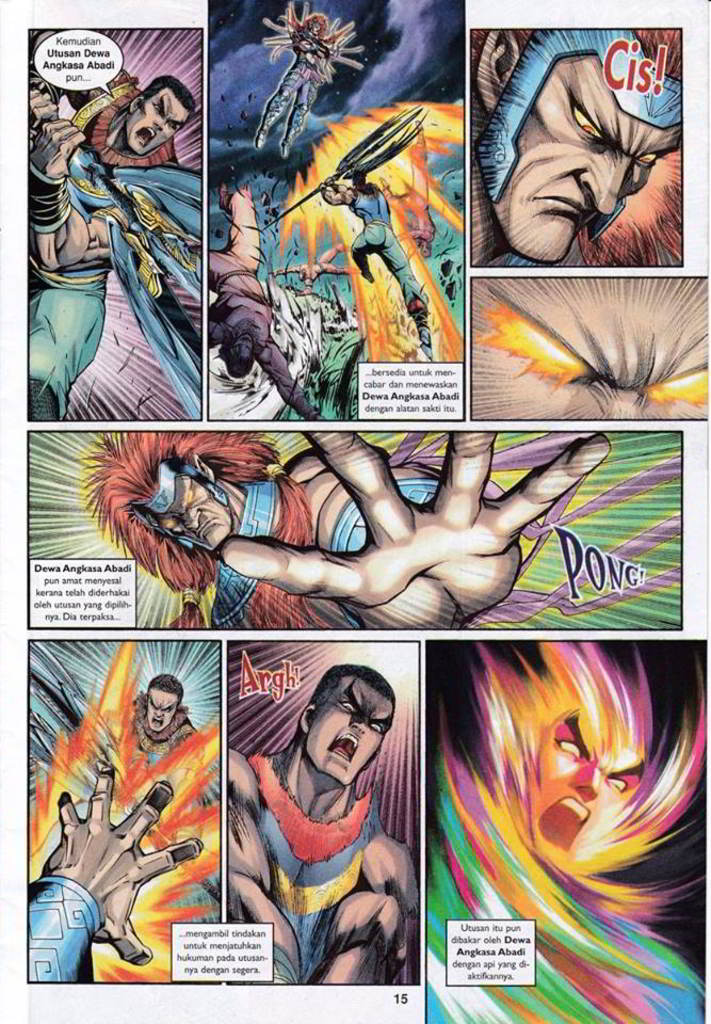 Kemudian
Utusan Dewa
Angkasa Abadi
pun...
...bersedia untuk men-
cabar dan menewaskan
Dewa Angkasa Abadi
dengan alatan sakti itu.
Cis!
Dewa Angkasa Abadi
pun amat menyesal
kerana telah diderhakai
oleh utusan yang dipilih-
nya. Dia terpaksa...
PONG!
...mengambil tindakan
untuk menjatuhkan
hukuman pada utusan-
nya dengan segera.
Argh!
Utusan itu pun
dibakar oleh Dewa
Angkasa Abadi
dengan api yang di-
aktifkannya.
15